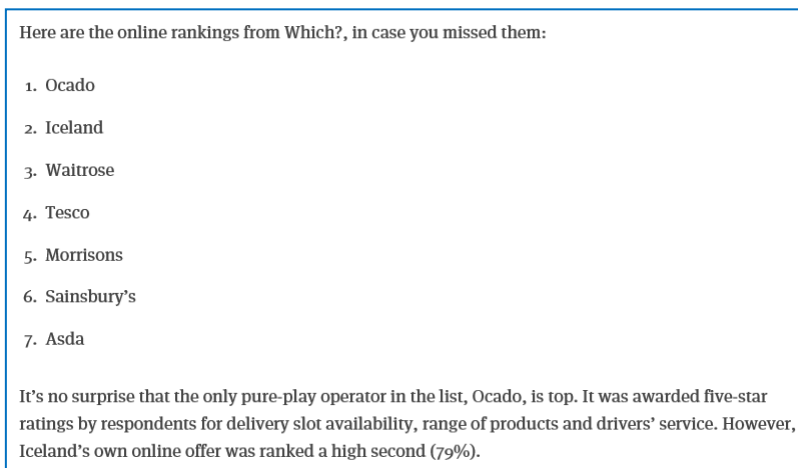 Here are the online rankings from Which?, in case you missed them:
1. Ocado
2. Iceland
3. Waitrose
4. Tesco
5. Morrisons
6. Sainsbury’s
7. Asda
It’s no surprise that the only pure-play operator in the list, Ocado, is top. It was awarded five-star
ratings by respondents for delivery slot availability, range of products and drivers’ service. However,
Iceland’s own online offer was ranked a high second (79%).